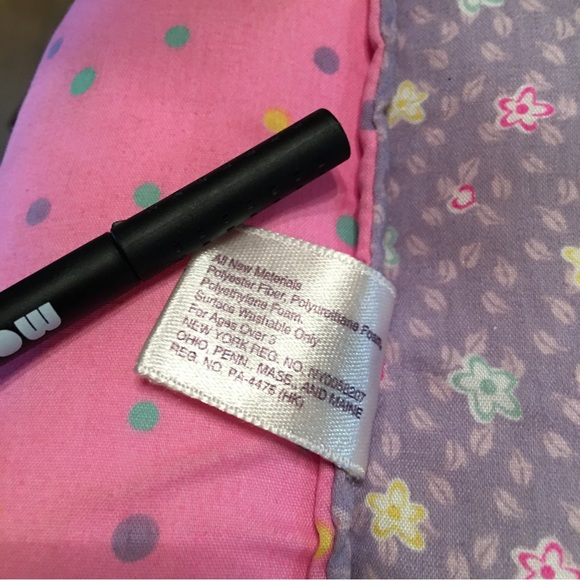 All New Materials
Polyester Fiber, Polyurethane Foam,
Polyethylene Foam.
Surface Washable Only
For Ages Over 3
NEW YORK REG. NO. NY0058207
OHIO, PENN., MASS., AND MAINE
REG. NO. PA-4475 (HK)